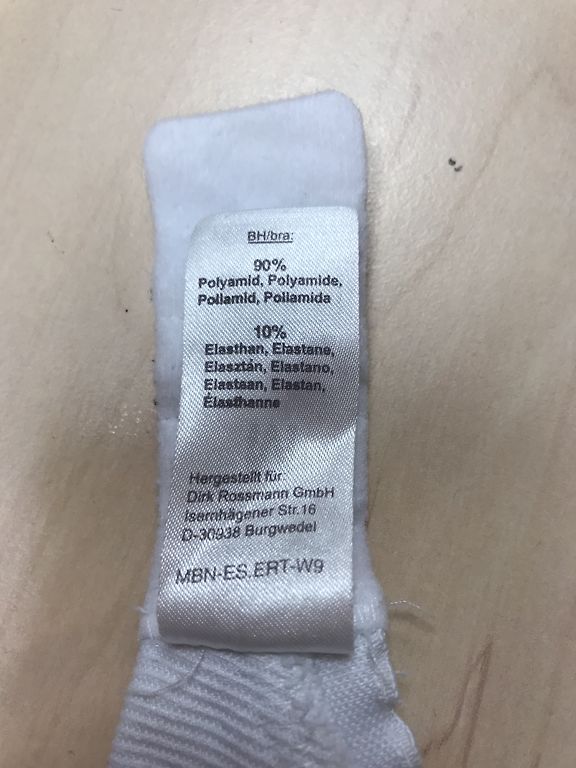 BH/bra:
90%
Polyamid, Polyamide,
Poliamid, Poliamida
10%
Elasthan, Elastane,
Elasztán, Elastano,
Elastaan, Elastan,
Élasthanne
Hergestellt für:
Dirk Rossmann GmbH
Isernhägener Str.16
D-30938 Burgwedel
MBN-ES.ERT-W9